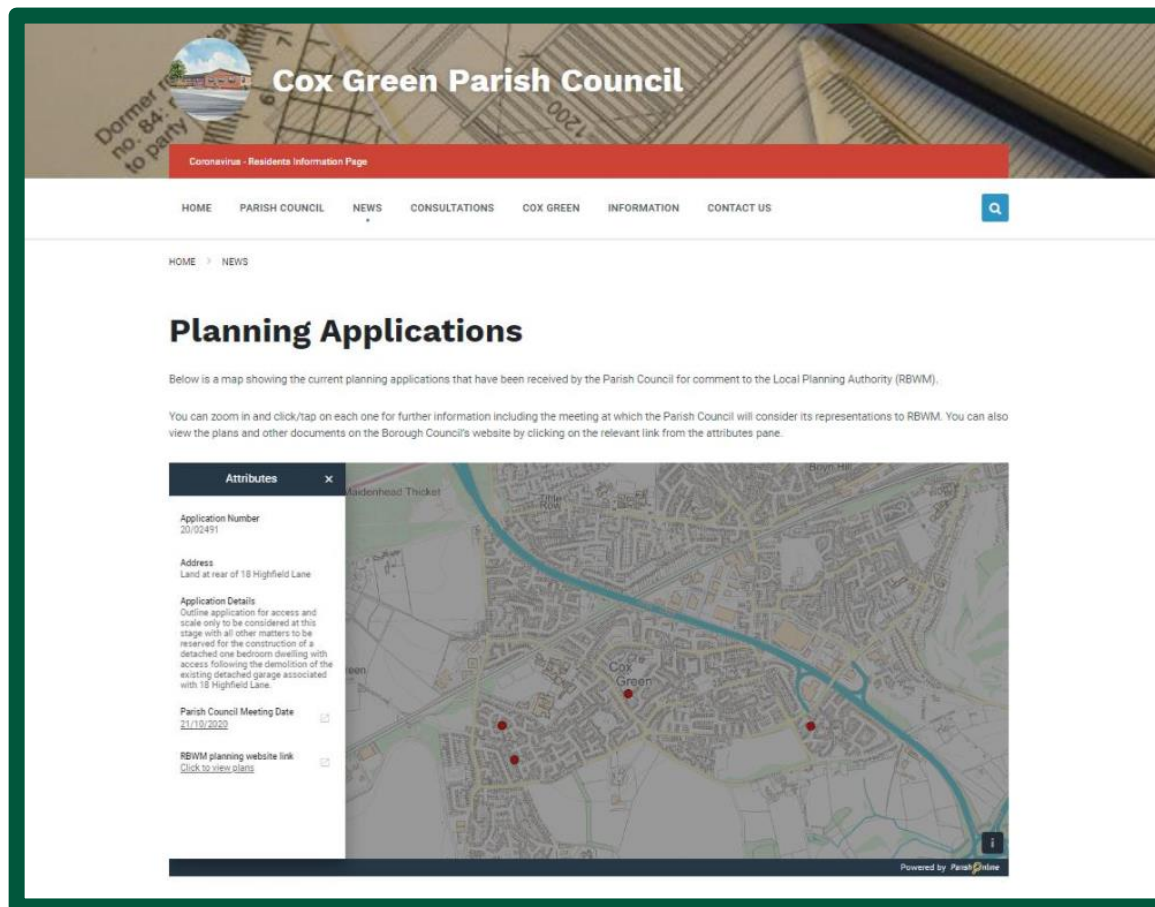 Dormer
no. 84:
to party
1200
Cox Green Parish Council
Coronavirus - Residents Information Page
HOME PARISH COUNCIL NEWS CONSULTATIONS COX GREEN INFORMATION CONTACT US
HOME > NEWS
Planning Applications
Below is a map showing the current planning applications that have been received by the Parish Council for comment to the Local Planning Authority (RBWM).
You can zoom in and click/tap on each one for further information including the meeting at which the Parish Council will consider its representations to RBWM. You can also
view the plans and other documents on the Borough Council's website by clicking on the relevant link from the attributes pane.
Attributes ×
Application Number
20/02491
Address
Land at rear of 18 Highfield Lane
Application Details
Outline application for access and
scale only to be considered at this
stage with all other matters to be
reserved for the construction of a
detached one bedroom dwelling with
access following the demolition of the
existing detached garage associated
with 18 Highfield Lane.
Parish Council Meeting Date
21/10/2020
RBWM planning website link
Click to view plans
Maidenhead Thicket
Boyn Hill
Row
Cox
Green
i
Powered by Parish Online